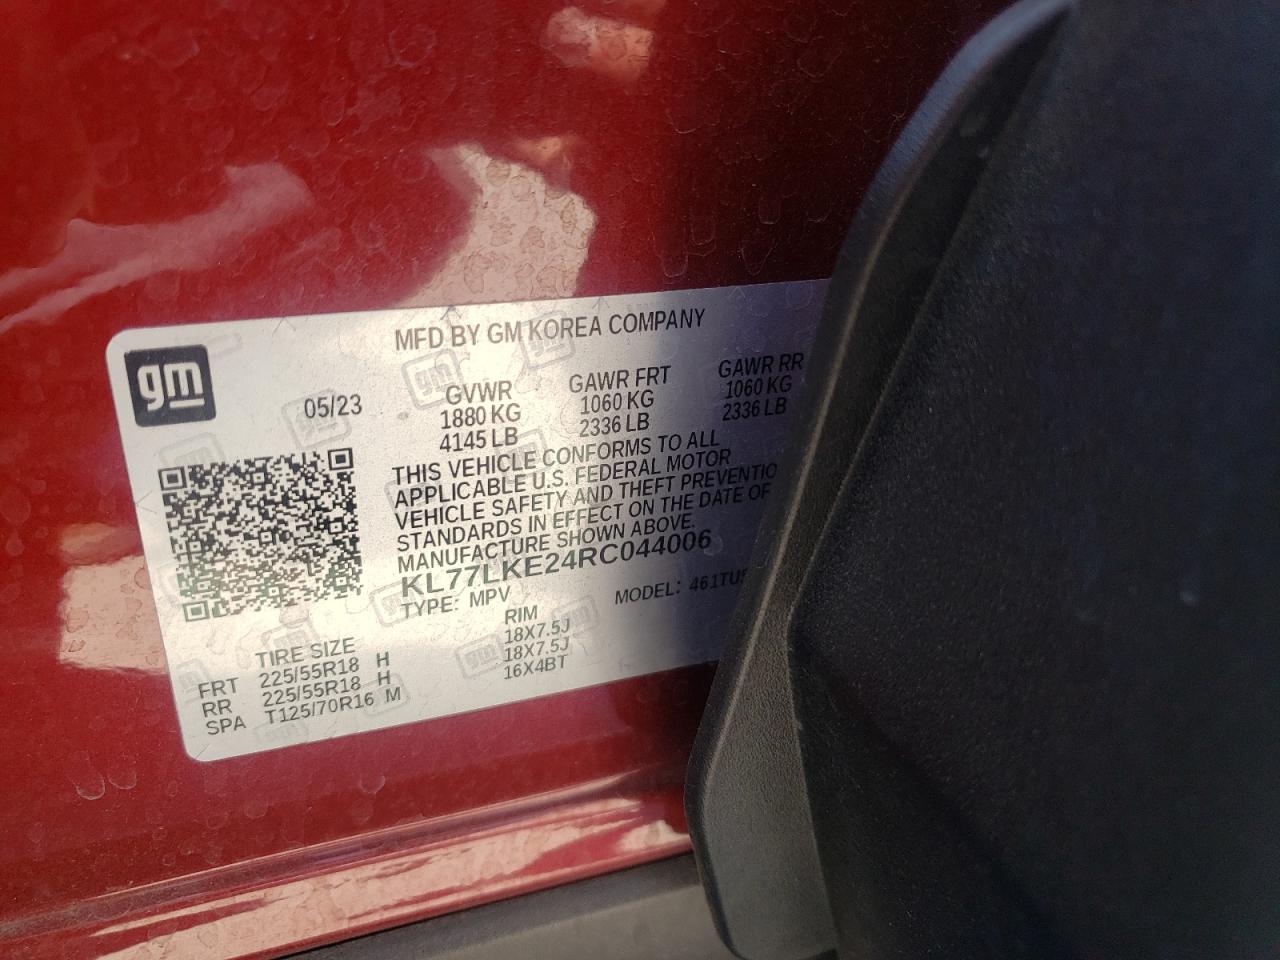 MFD BY GM KOREA COMPANY
gm
05/23
GVWR GAWR FRT GAWR RR
1880 KG 1060 KG 1060 KG
4145 LB 2336 LB 2336 LB
THIS VEHICLE CONFORMS TO ALL
APPLICABLE U.S. FEDERAL MOTOR
VEHICLE SAFETY AND THEFT PREVENTIO
STANDARDS IN EFFECT ON THE DATE OF
MANUFACTURE SHOWN ABOVE.
KL77LKE24RC044006
TYPE: MPV MODEL: 461TU5
TIRE SIZE RIM
FRT 225/55R18 H 18X7.5J
RR 225/55R18 H 18X7.5J
SPA T125/70R16 M 16X4BT